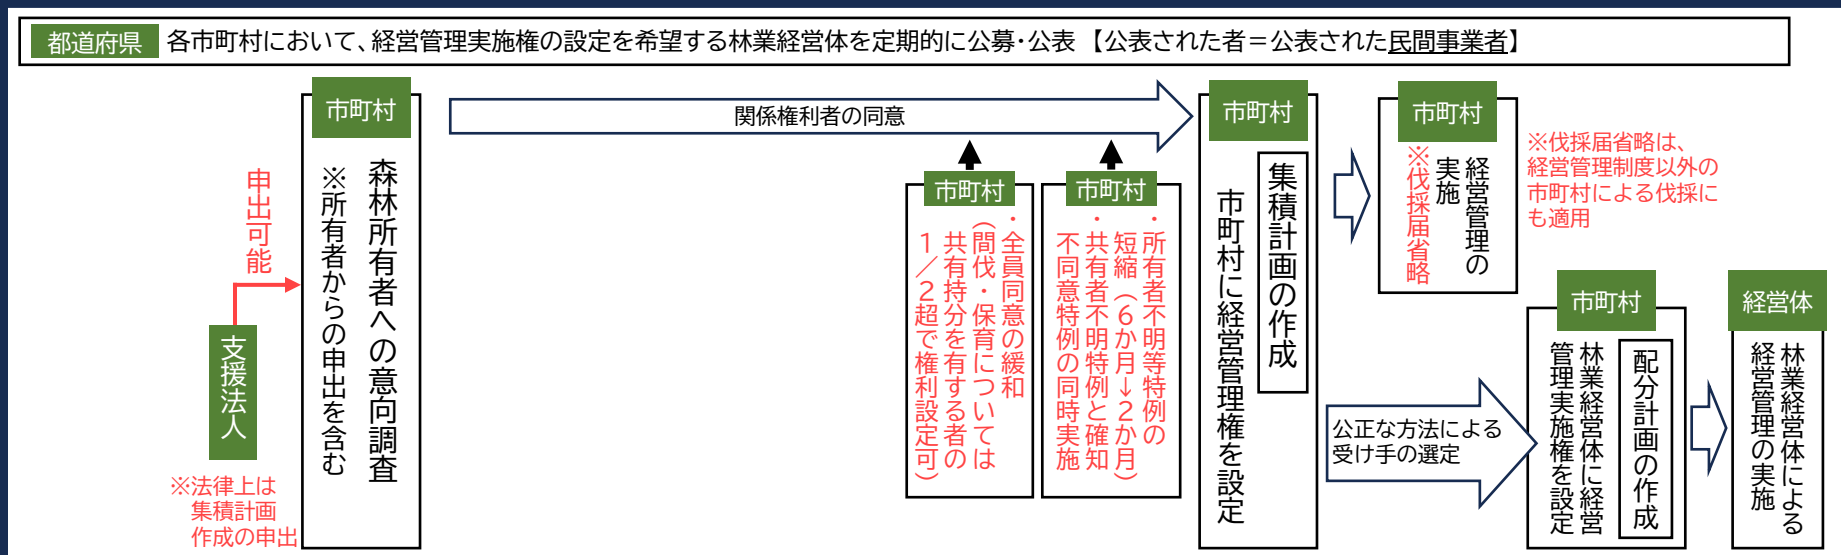 都道府県 各市町村において、経営管理実施権の設定を希望する林業経営体を定期的に公募・公表 【公表された者＝公表された民間事業者】
申出可能
支援法人
※法律上は
集積計画
作成の申出
市町村
森林所有者への意向調査
※所有者からの申出を含む
関係権利者の同意
市町村
・全員同意の緩和
（間伐・保育については
共有持分を有する者の
１／２超で権利設定可）
市町村
・所有者不明等特例の
短縮（６か月→２か月）
・共有者不明特例と確知
不同意特例の同時実施
市町村
集積計画の作成
市町村に経営管理権を設定
市町村
経営管理の
実施
※伐採届省略
※伐採届省略は、
経営管理制度以外の
市町村による伐採に
も適用
公正な方法による
受け手の選定
市町村
配分計画の作成
林業経営体に経営
管理実施権を設定
経営体
林業経営体による
経営管理の実施